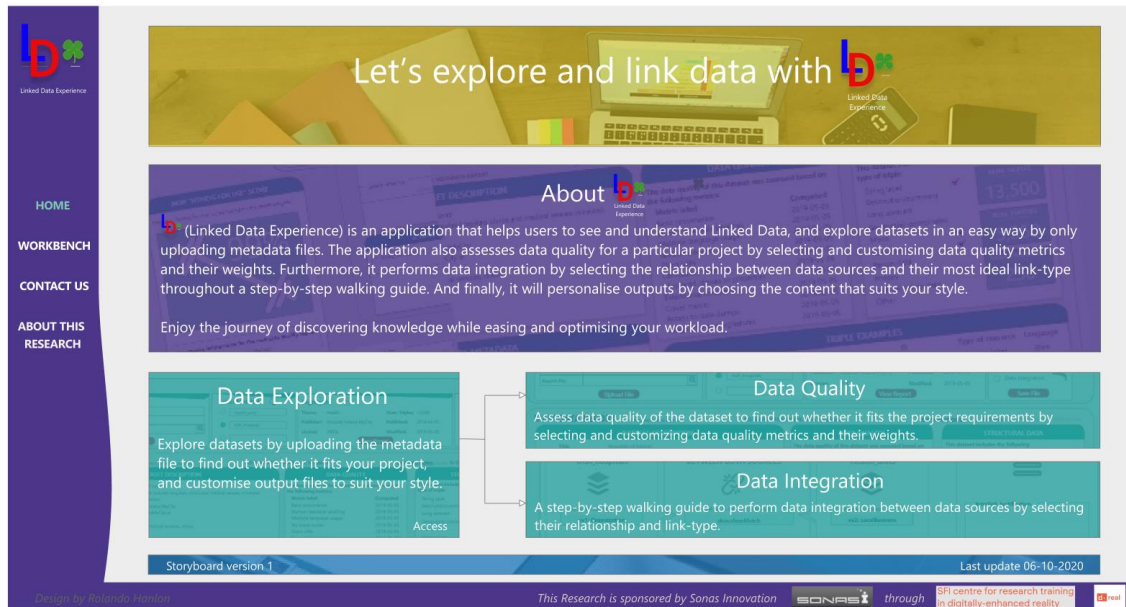 LD
Linked Data Experience
Let's explore and link data with LD
Linked Data
Experience
HOME
WORKBENCH
CONTACT US
ABOUT THIS
RESEARCH
About LD
Linked Data
Experience
LD (Linked Data Experience) is an application that helps users to see and understand Linked Data, and explore datasets in an easy way by only
uploading metadata files. The application also assesses data quality for a particular project by selecting and customising data quality metrics
and their weights. Furthermore, it performs data integration by selecting the relationship between data sources and their most ideal link-type
throughout a step-by-step walking guide. And finally, it will personalise outputs by choosing the content that suits your style.
Enjoy the journey of discovering knowledge while easing and optimising your workload.
Data Exploration
Explore datasets by uploading the metadata
file to find out whether it fits your project,
and customise output files to suit your style.
Access
Data Quality
Assess data quality of the dataset to find out whether it fits the project requirements by
selecting and customizing data quality metrics and their weights.
Data Integration
A step-by-step walking guide to perform data integration between data sources by selecting
their relationship and link-type.
Storyboard version 1
Last update 06-10-2020
Design by Rolando Hanlon
This Research is sponsored by Sonas Innovation
SONAS
through
SFI centre for research training
in digitally-enhanced reality
d-real